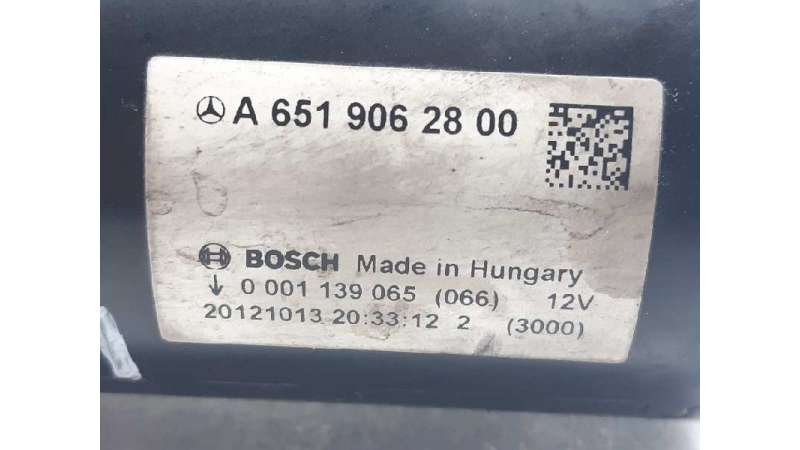 A 651 906 28 00
BOSCH Made in Hungary
↓ 0 001 139 065 (066) 12V
20121013 20:33:12 2 (3000)